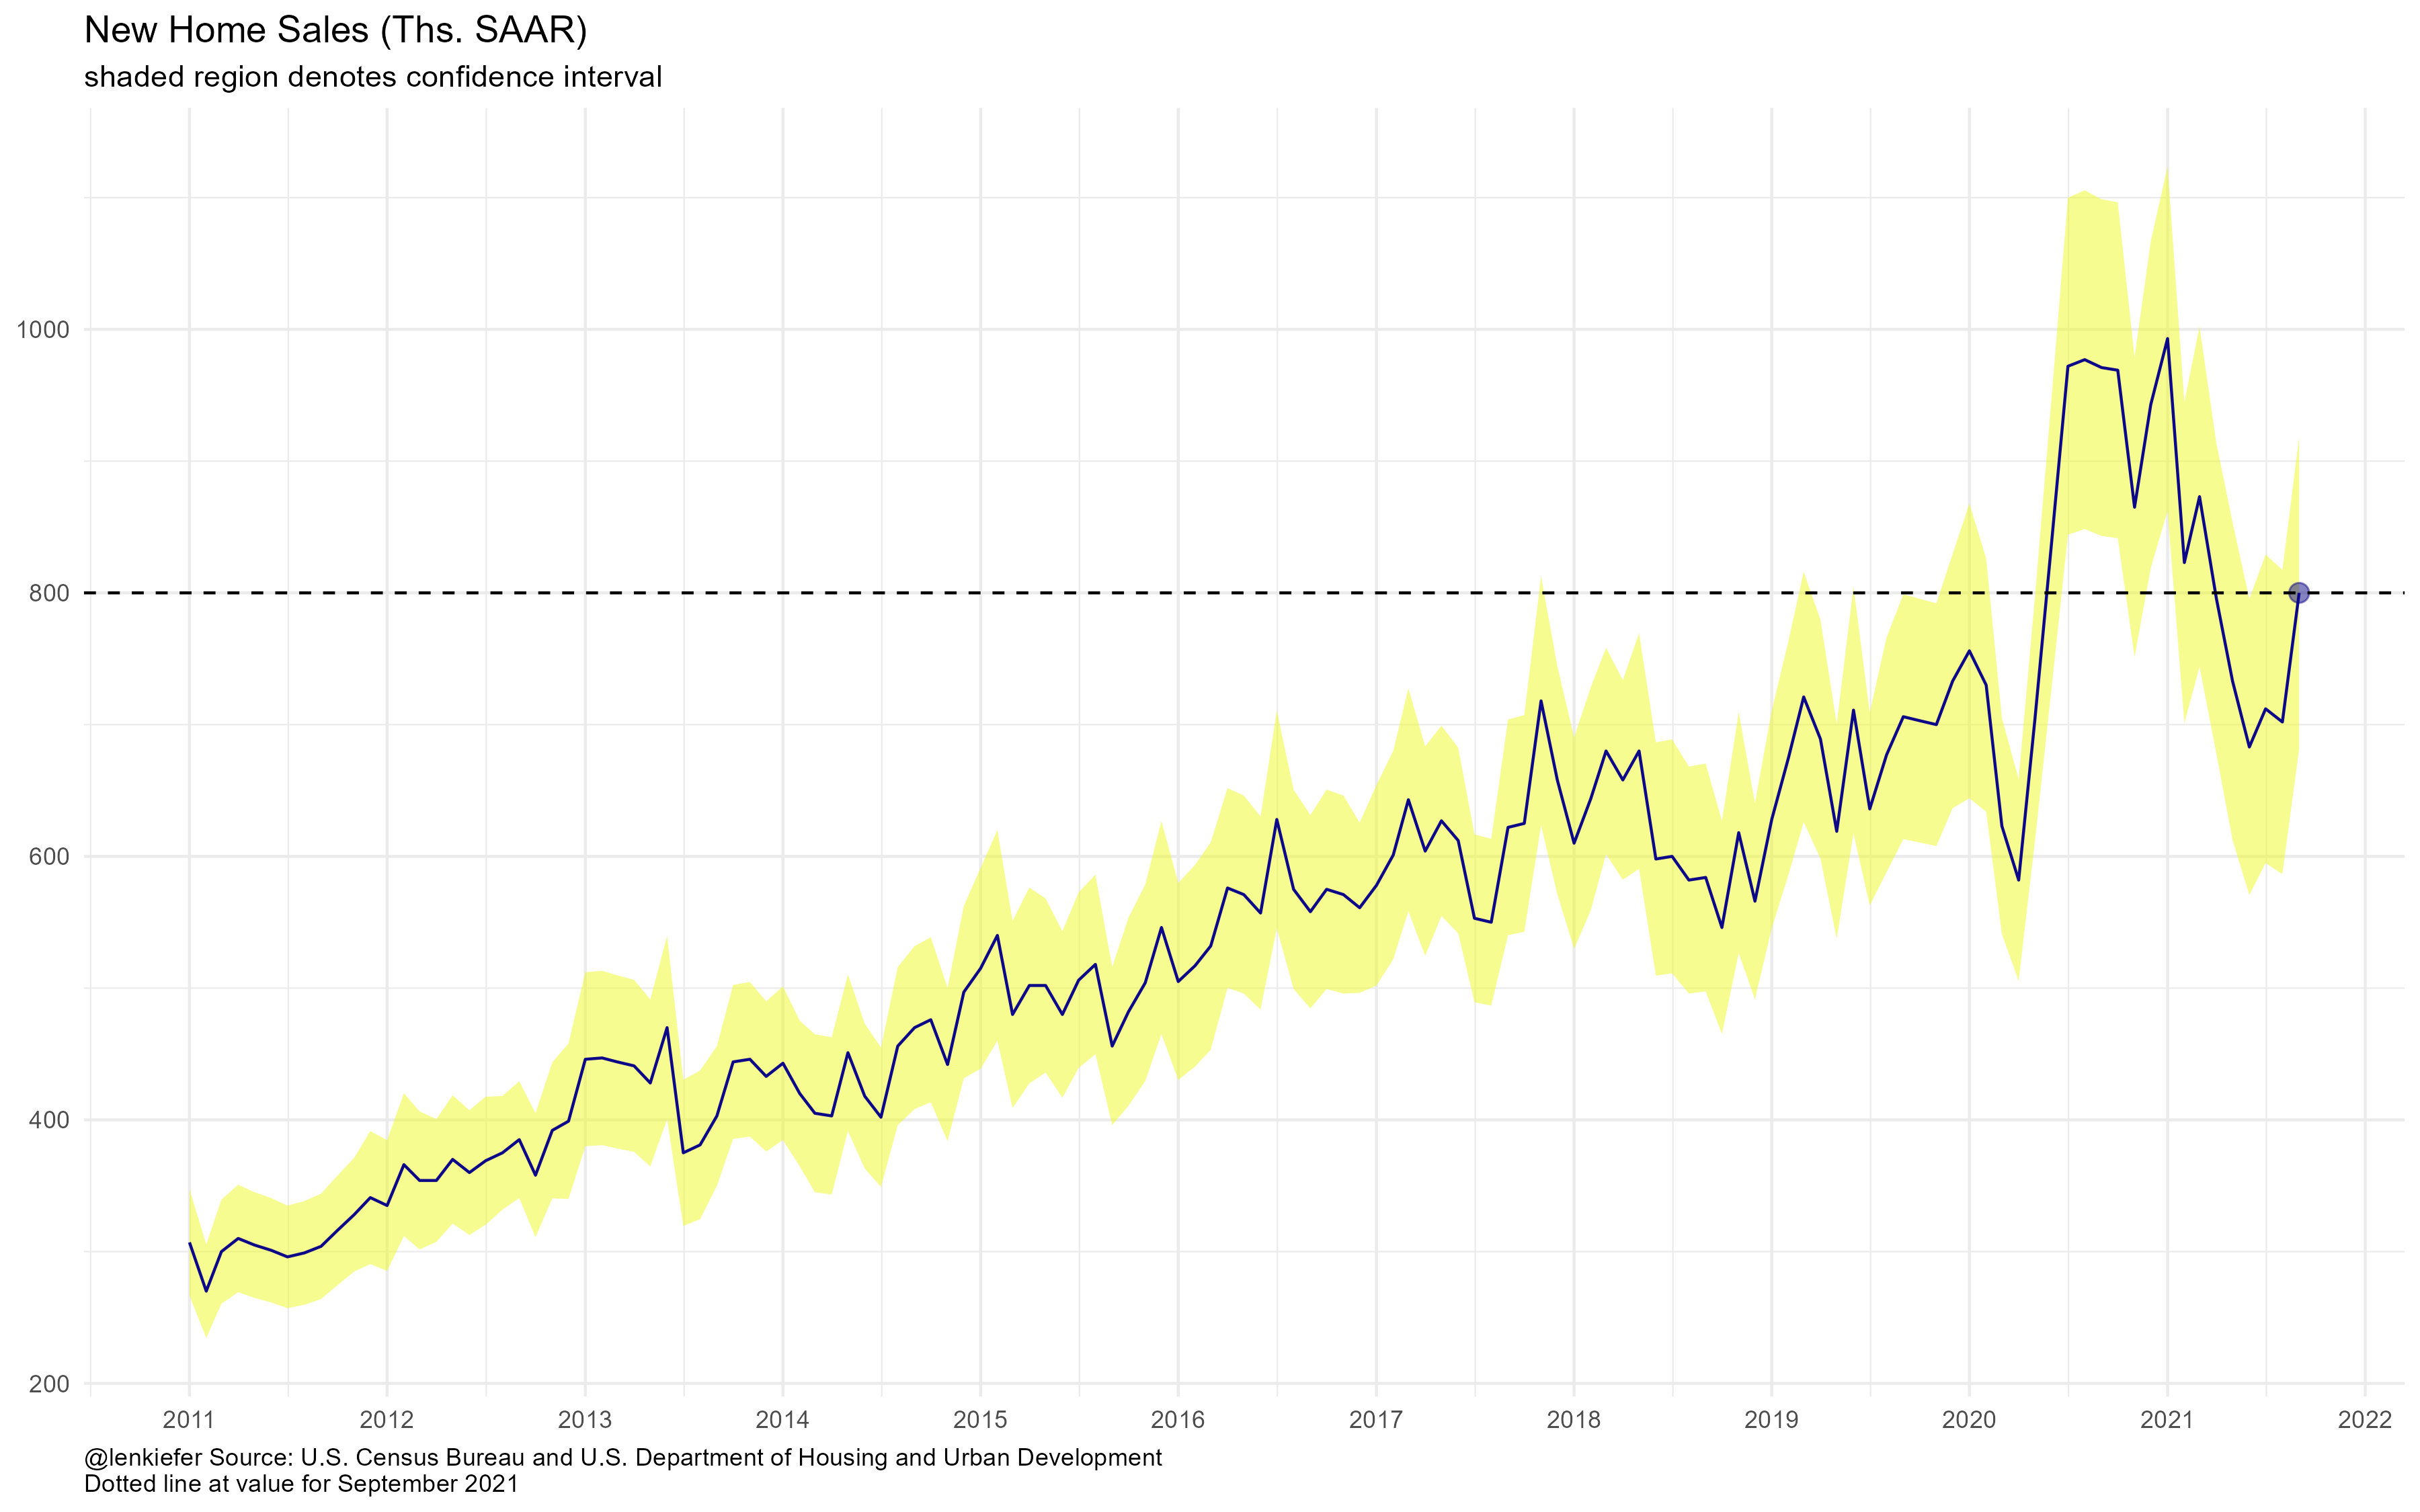 New Home Sales (Ths. SAAR)
shaded region denotes confidence interval
1000
800
600
400
200
2011 2012 2013 2014 2015 2016 2017 2018 2019 2020 2021 2022
@lenkiefer Source: U.S. Census Bureau and U.S. Department of Housing and Urban Development
Dotted line at value for September 2021